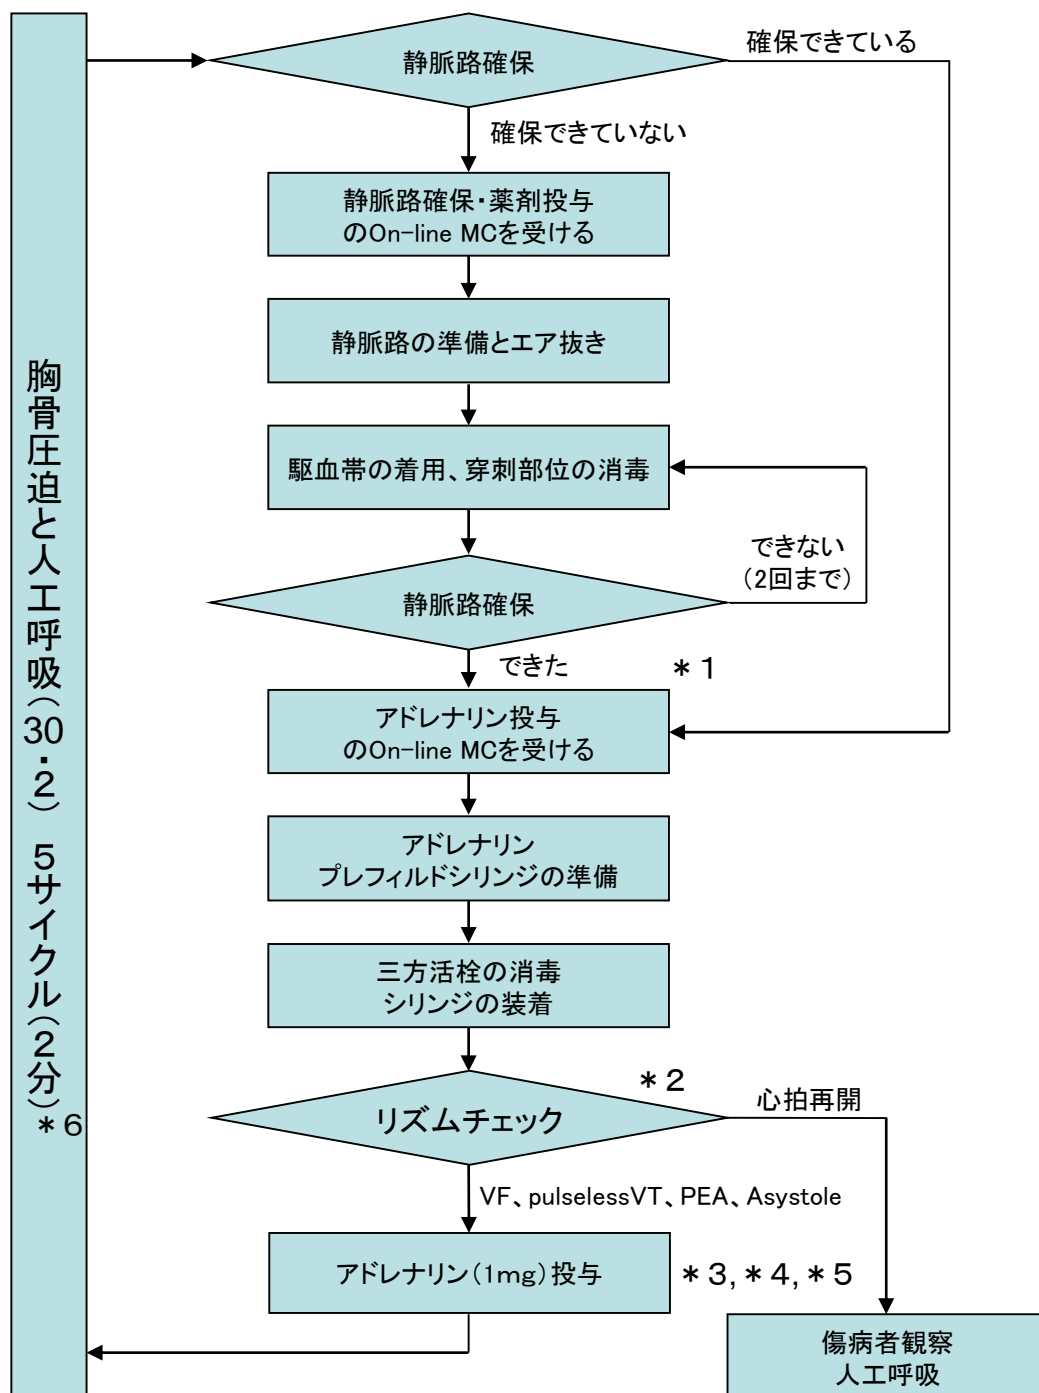 胸骨圧迫と人工呼吸（30・2） 5サイクル（2分）
＊6
静脈路確保
確保できている
確保できていない
静脈路確保・薬剤投与
のOn-line MCを受ける
静脈路の準備とエア抜き
駆血帯の着用、穿刺部位の消毒
できない
（2回まで）
静脈路確保
できた
＊1
アドレナリン投与
のOn-line MCを受ける
アドレナリン
プレフィルドシリンジの準備
三方活栓の消毒
シリンジの装着
＊2
リズムチェック
心拍再開
VF、pulselessVT、PEA、Asystole
アドレナリン（1mg）投与
＊3,＊4,＊5
傷病者観察
人工呼吸